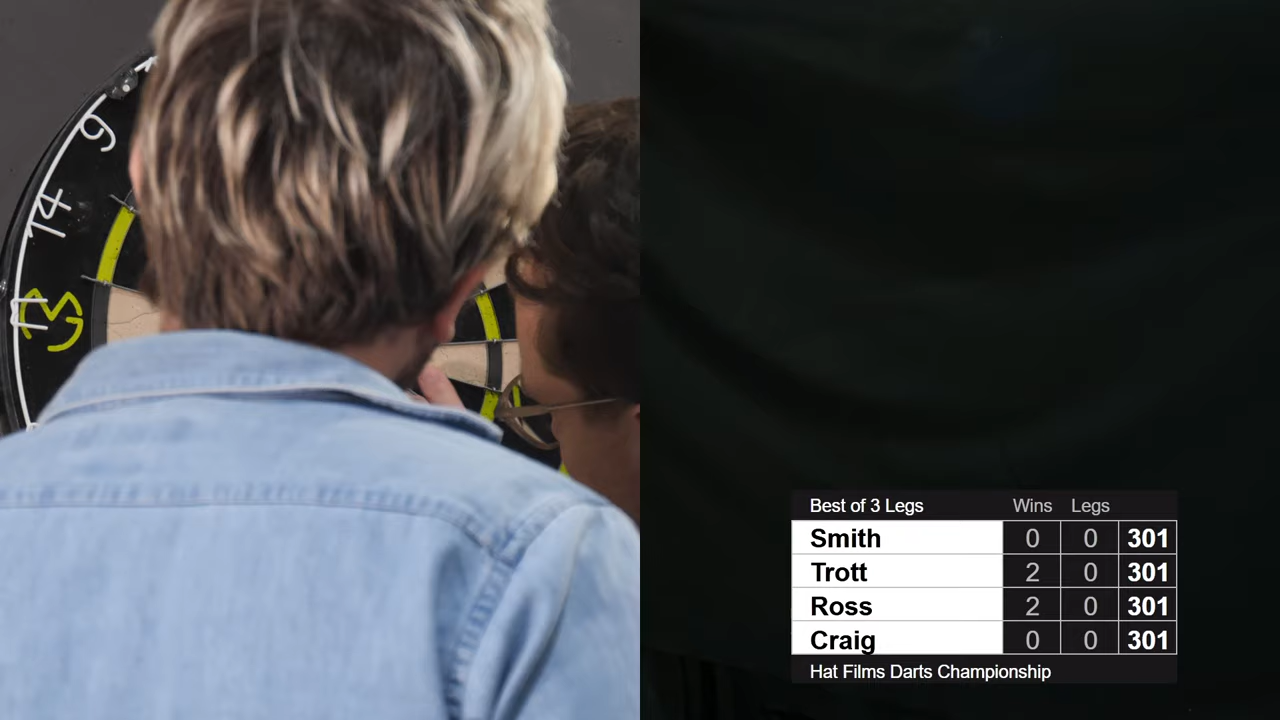 9
14
11
Best of 3 Legs Wins Legs
Smith 0 0 301
Trott 2 0 301
Ross 2 0 301
Craig 0 0 301
Hat Films Darts Championship